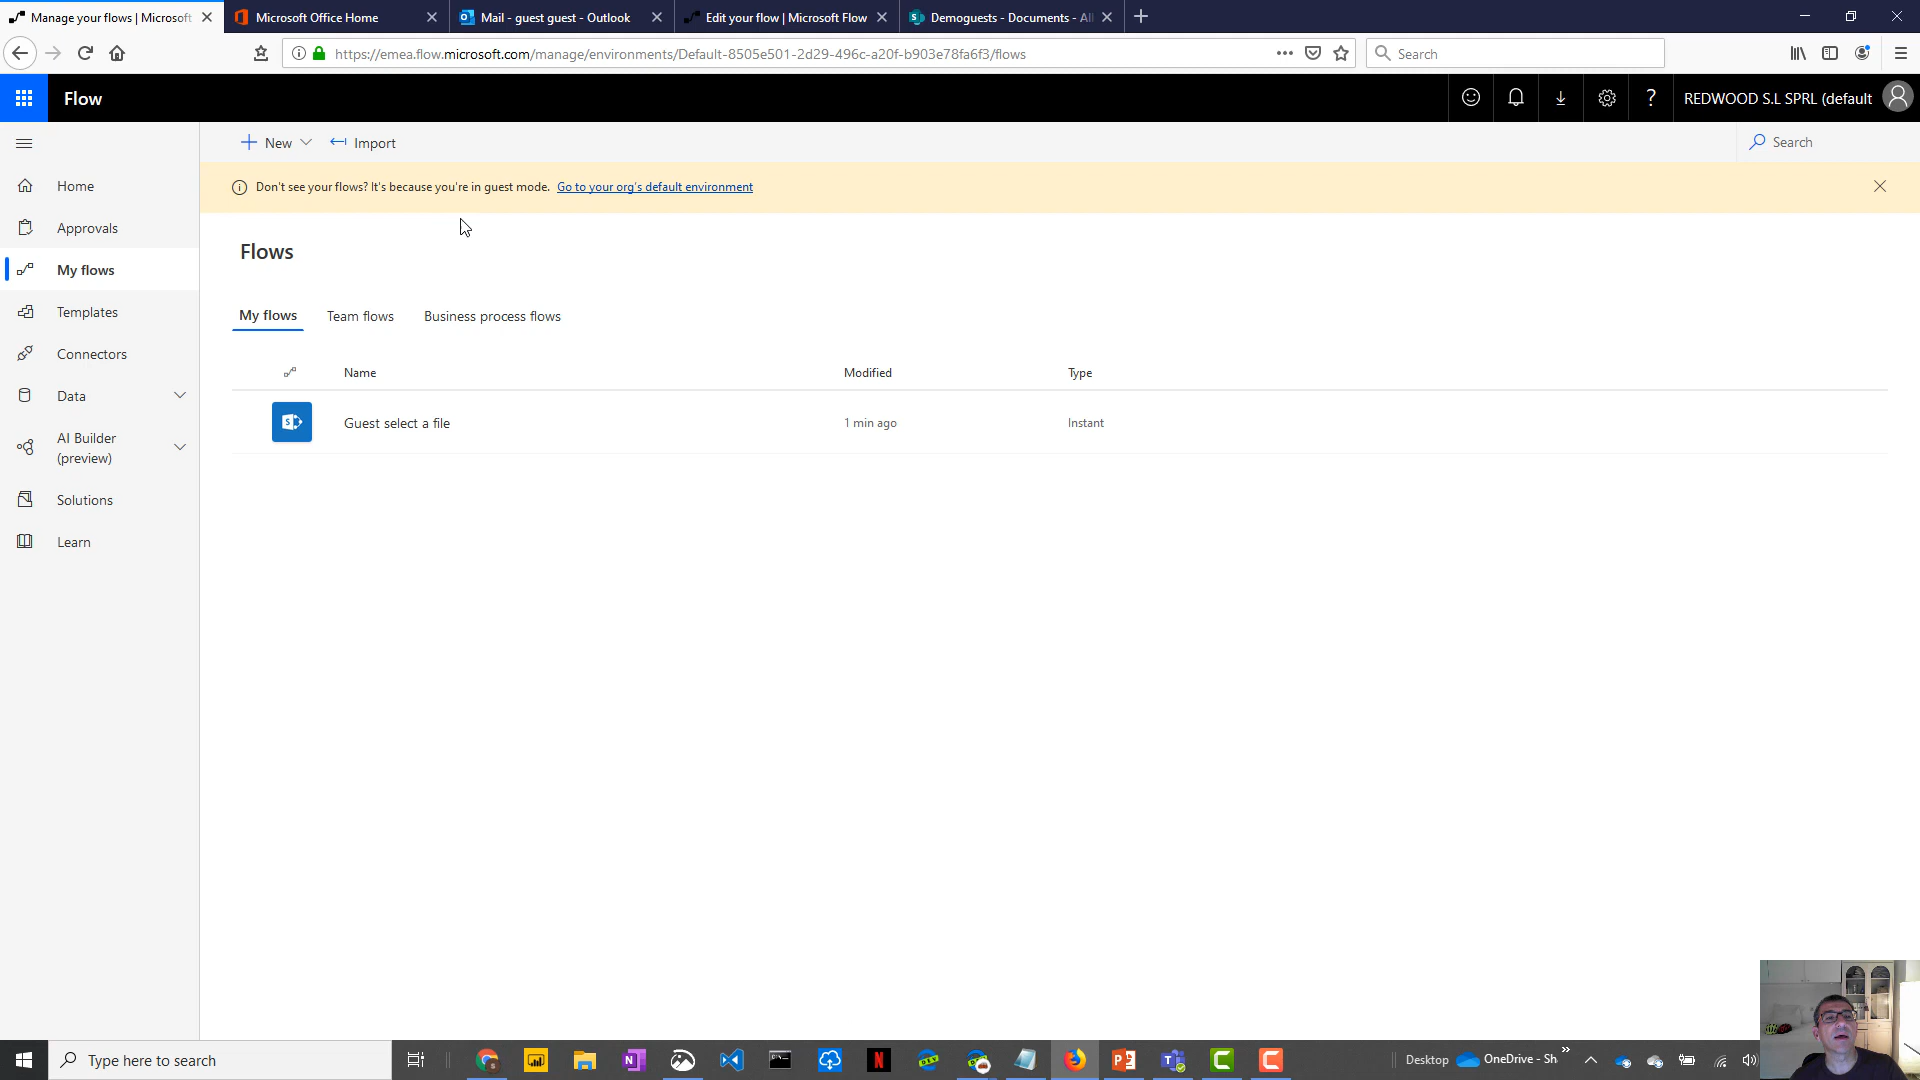 Manage your flows | Microsoft
Microsoft Office Home
Mail - guest guest - Outlook
Edit your flow | Microsoft Flow
Demoguests - Documents - All
https://emea.flow.microsoft.com/manage/environments/Default-8505e501-2d29-496c-a20f-b903e78fa6f3/flows
Search
Flow
REDWOOD S.L SPRL (default
New
Import
Search
Don't see your flows? It's because you're in guest mode. Go to your org's default environment
Home
Approvals
My flows
Templates
Connectors
Data
AI Builder
(preview)
Solutions
Learn
Flows
My flows
Team flows
Business process flows
Name
Modified
Type
Guest select a file
1 min ago
Instant
Type here to search
Desktop
OneDrive - Sh